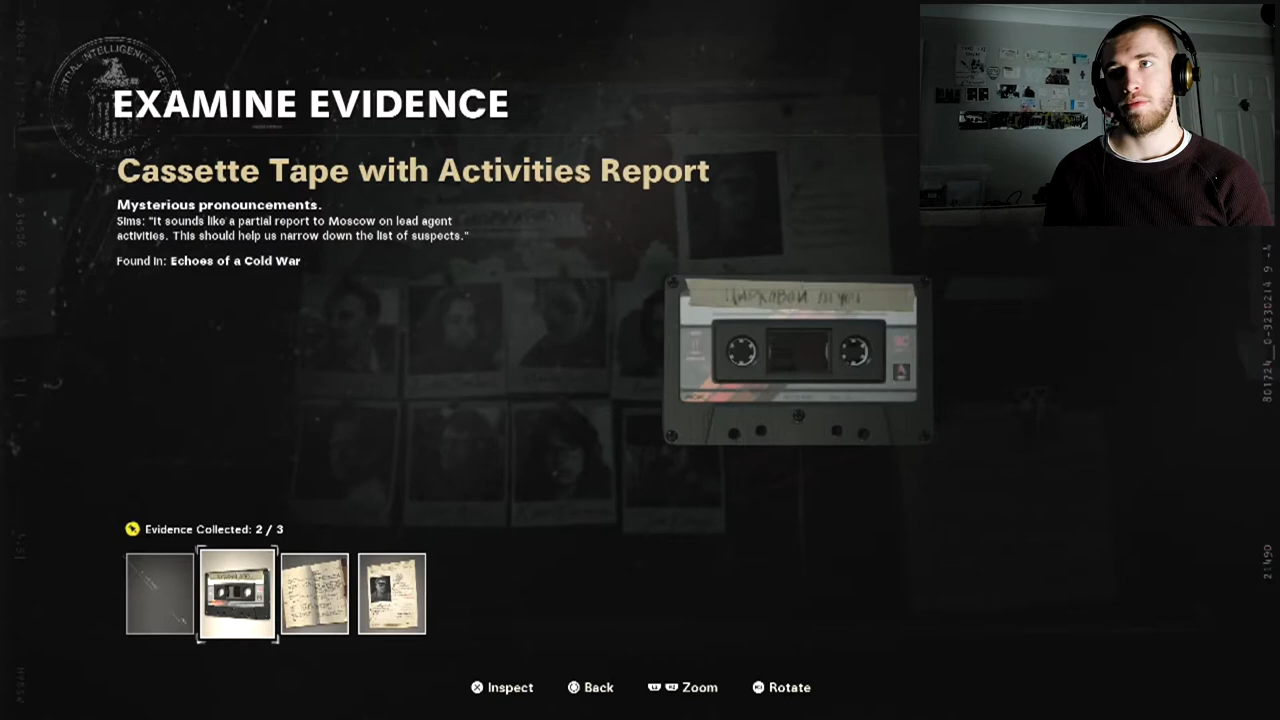 EXAMINE EVIDENCE
Cassette Tape with Activities Report
Mysterious pronouncements.
Sims: "It sounds like a partial report to Moscow on lead agent
activities. This should help us narrow down the list of suspects."
Found In: Echoes of a Cold War
Evidence Collected: 2 / 3
Inspect
Back
Zoom
Rotate